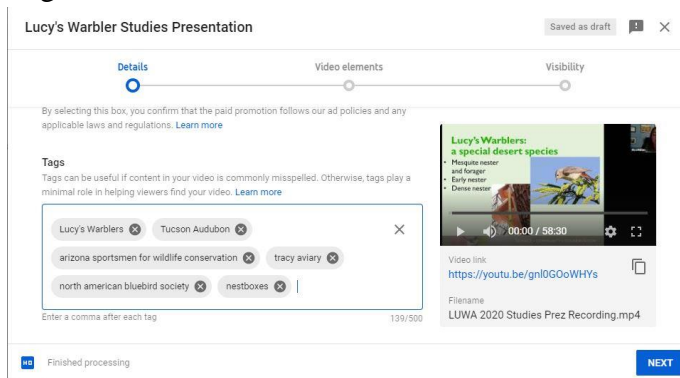 Lucy's Warbler Studies Presentation
Saved as draft
Details
Video elements
Visibility
By selecting this box, you confirm that the paid promotion follows our ad policies and any
applicable laws and regulations. Learn more
Tags
Tags can be useful if content in your video is commonly misspelled. Otherwise, tags play a
minimal role in helping viewers find your video. Learn more
Lucy's Warblers
Tucson Audubon
arizona sportsmen for wildlife conservation
tracy aviary
north american bluebird society
nestboxes
Enter a comma after each tag
139/500
Lucy's Warblers:
a special desert species
• Mesquite nester
and forager
• Early nester
• Dense nester
00:00 / 58:30
Video link
https://youtu.be/gnl0GOoWHYs
Filename
LUWA 2020 Studies Prez Recording.mp4
HD
Finished processing
NEXT